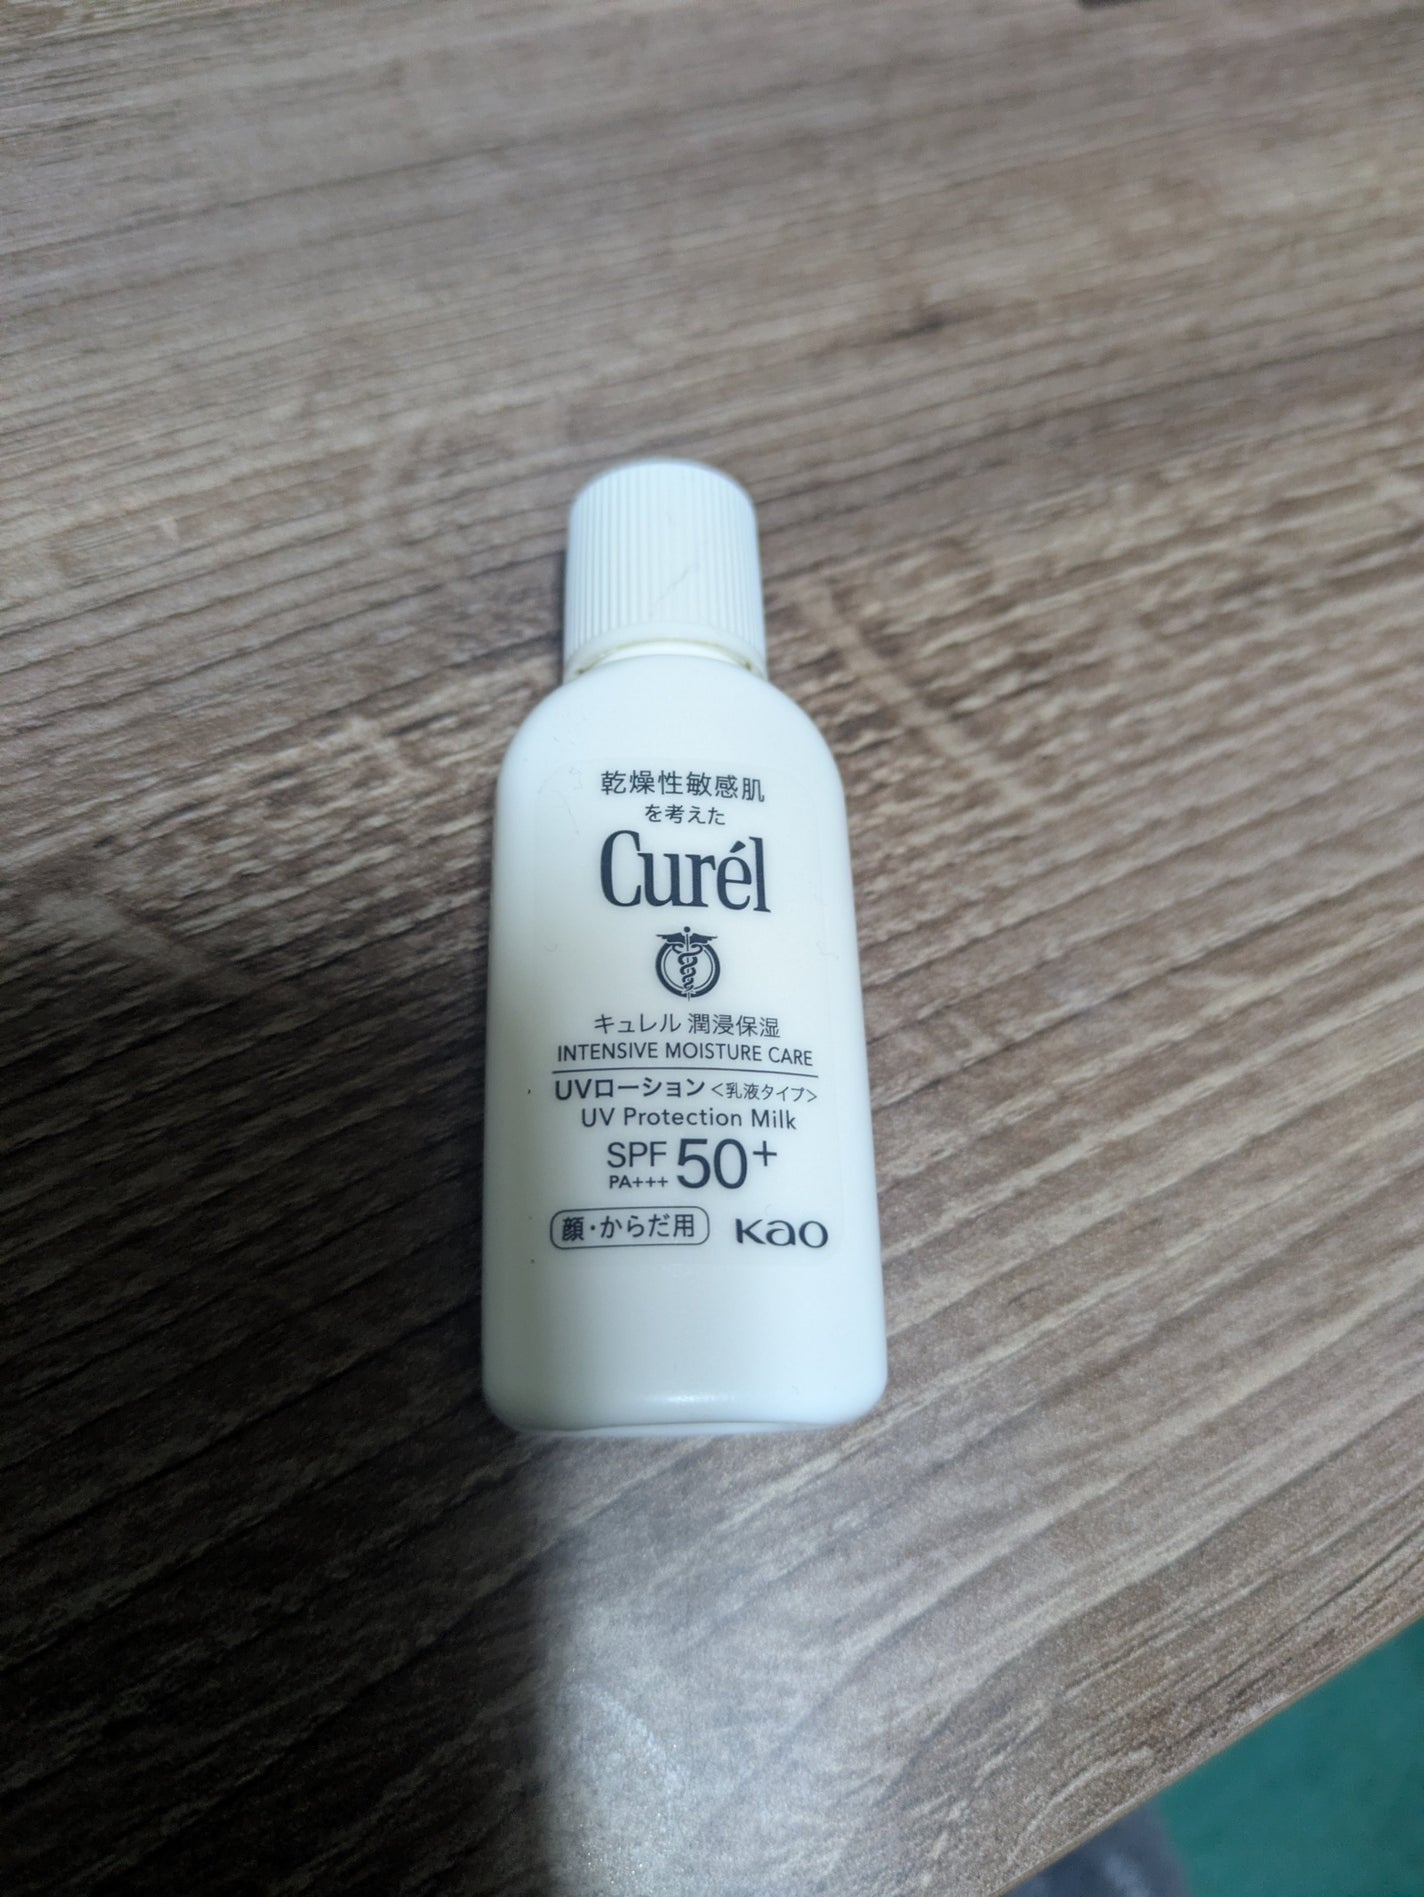 乾燥性敏感肌
を考えた
Curél
キュレル 潤浸保湿
INTENSIVE MOISTURE CARE
UVローション<乳液タイプ>
UV Protection Milk
SPF 50+
PA+++
顔・からだ用 Kao